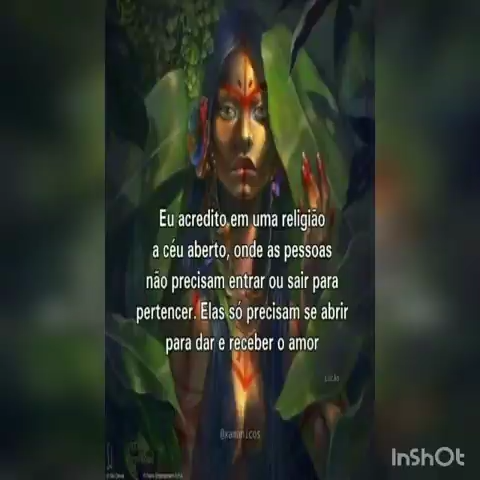 Eu acredito em uma religião
a céu aberto, onde as pessoas
não precisam entrar ou sair para
pertencer. Elas só precisam se abrir
para dar e receber o amor
@xamanicos
InShOt